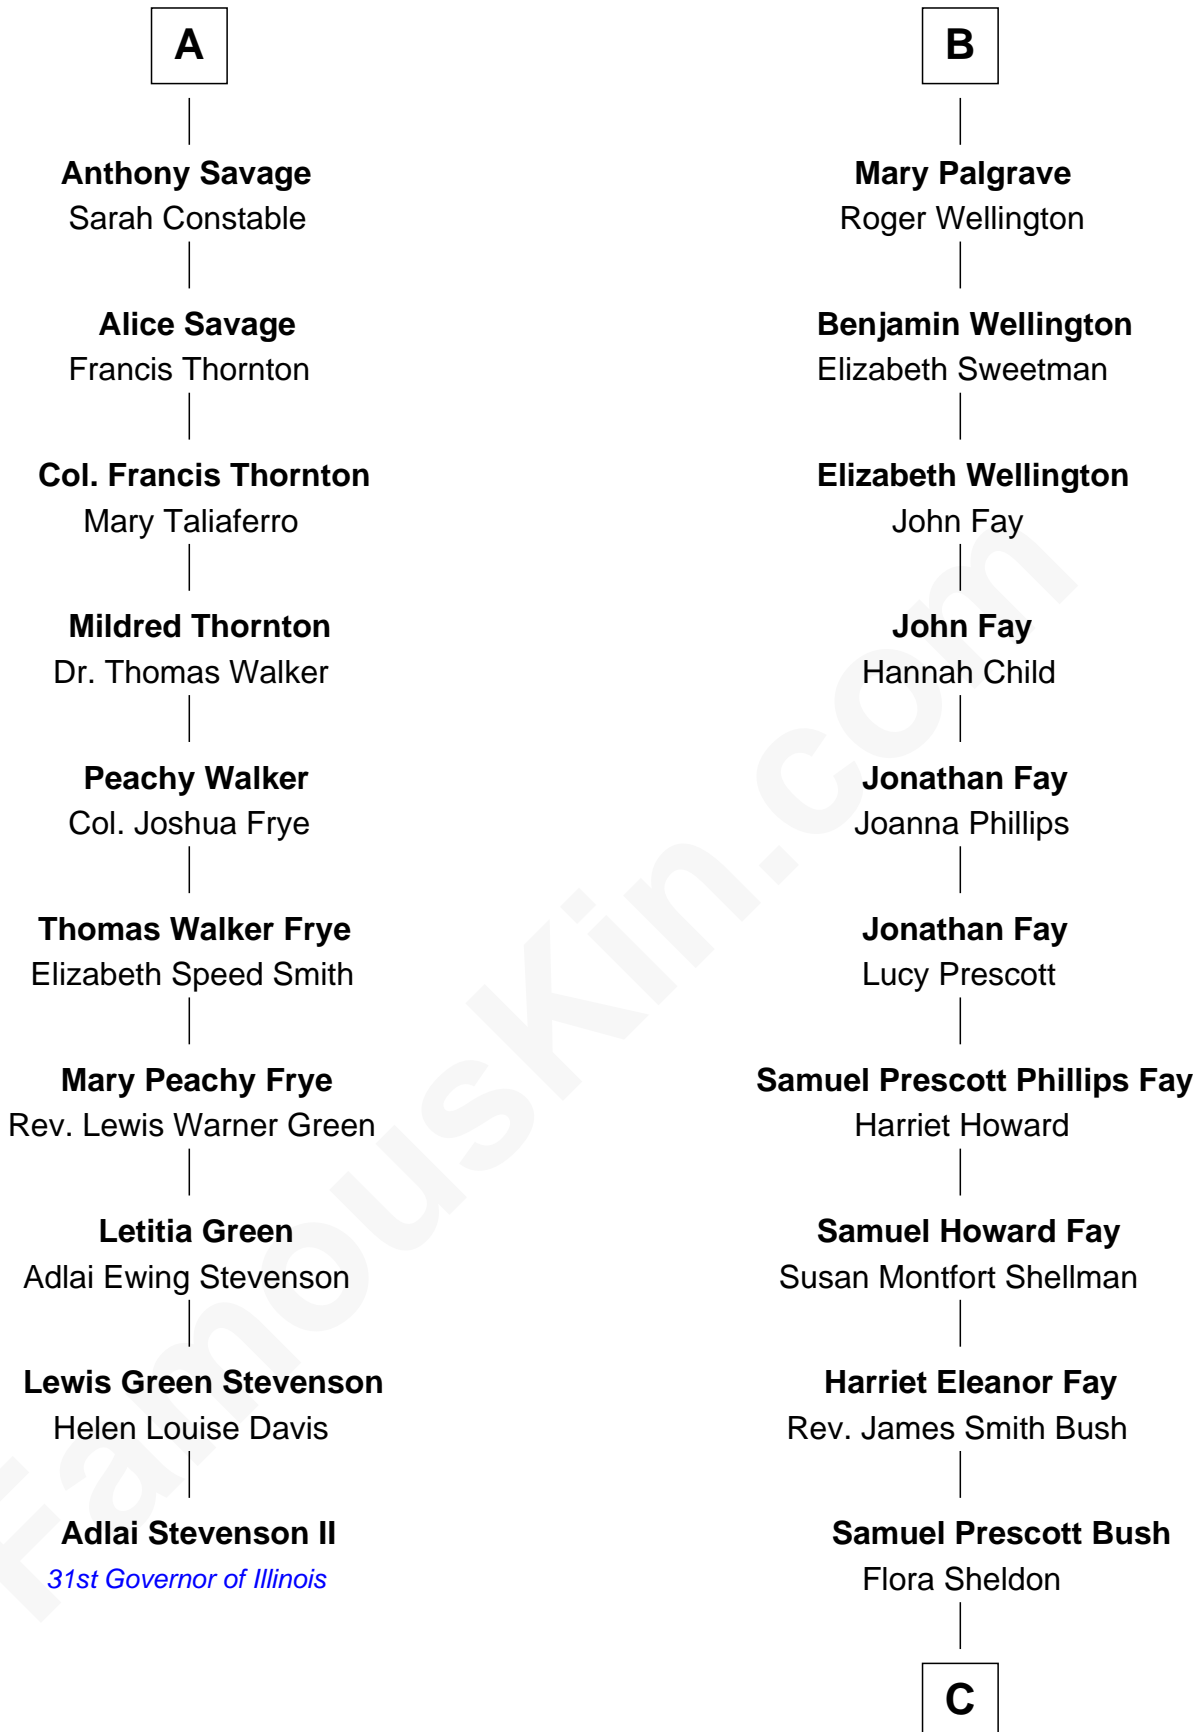 A
Anthony Savage
Sarah Constable
Alice Savage
Francis Thornton
Col. Francis Thornton
Mary Taliaferro
Mildred Thornton
Dr. Thomas Walker
Peachy Walker
Col. Joshua Frye
Thomas Walker Frye
Elizabeth Speed Smith
Mary Peachy Frye
Rev. Lewis Warner Green
Letitia Green
Adlai Ewing Stevenson
Lewis Green Stevenson
Helen Louise Davis
Adlai Stevenson II
31st Governor of Illinois
B
Mary Palgrave
Roger Wellington
Benjamin Wellington
Elizabeth Sweetman
Elizabeth Wellington
John Fay
John Fay
Hannah Child
Jonathan Fay
Joanna Phillips
Jonathan Fay
Lucy Prescott
Samuel Prescott Phillips Fay
Harriet Howard
Samuel Howard Fay
Susan Montfort Shellman
Harriet Eleanor Fay
Rev. James Smith Bush
Samuel Prescott Bush
Flora Sheldon
C
FamousKin.com